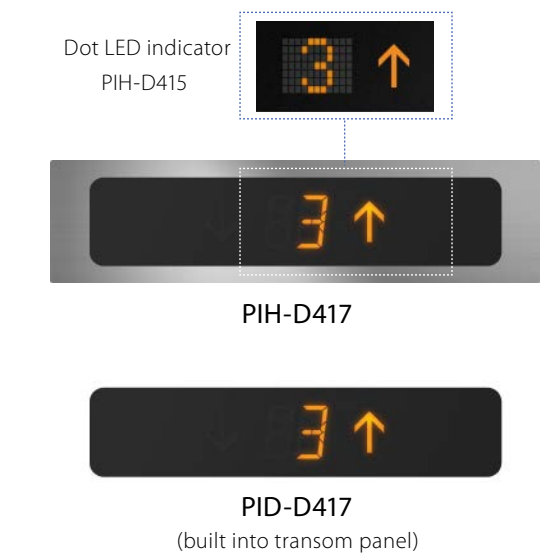 Dot LED indicator
PIH-D415
3 ↑
3 ↑
PIH-D417
3 ↑
PID-D417
(built into transom panel)